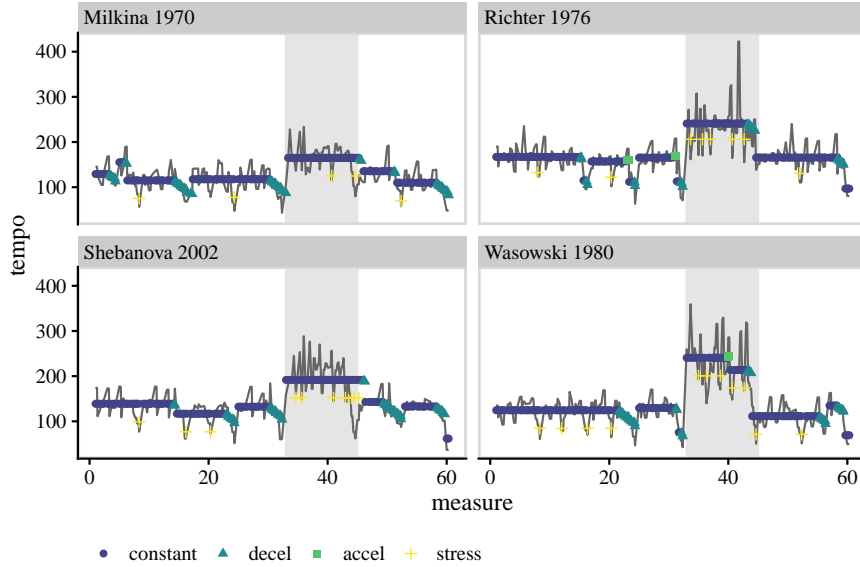 Milkina 1970
Richter 1976
400
300
200
100
Shebanova 2002
Wasowski 1980
400
300
200
100
tempo
0
20
40
60
0
20
40
60
measure
constant
decel
accel
stress